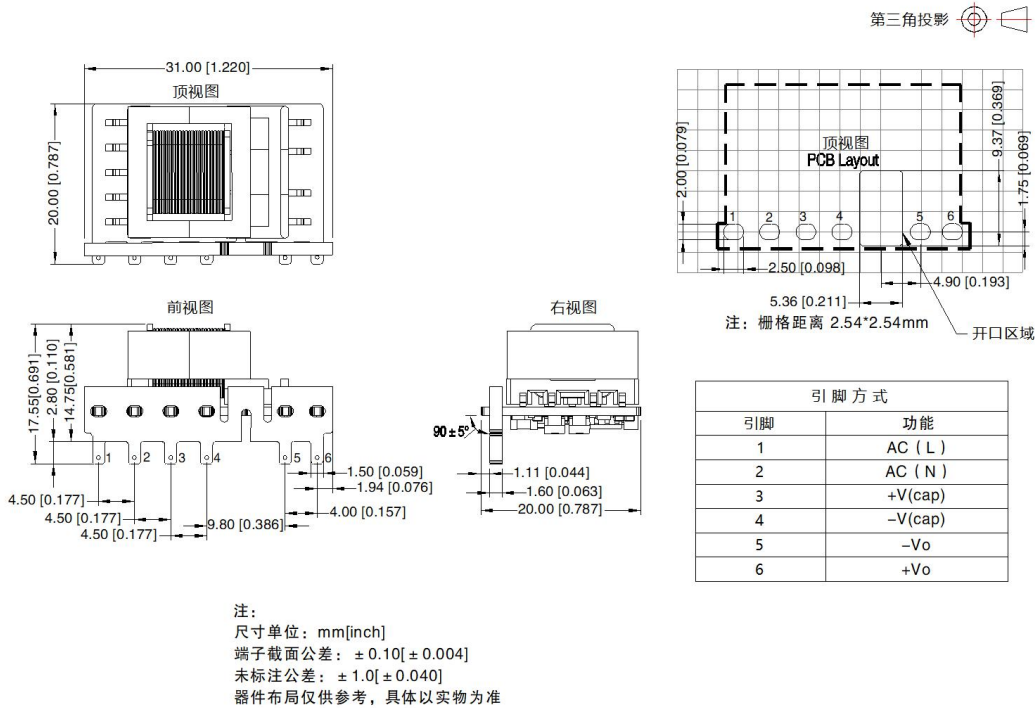 第三角投影
31.00 [1.220]
顶视图
20.00 [0.787]
顶视图
PCB Layout
2.00 [0.079]
9.37 [0.369]
1.75 [0.069]
1 2 3 4 5 6
2.50 [0.098]
4.90 [0.193]
5.36 [0.211]
注：栅格距离 2.54*2.54mm
开口区域
前视图
17.55[0.691]
2.80 [0.110]
14.75[0.581]
1 2 3 4 5 6
1.50 [0.059]
1.94 [0.076]
4.50 [0.177]
4.00 [0.157]
4.50 [0.177]
9.80 [0.386]
4.50 [0.177]
右视图
90±5°
1.11 [0.044]
1.60 [0.063]
20.00 [0.787]
引脚方式
引脚 功能
1 AC（L）
2 AC（N）
3 +V(cap)
4 –V(cap)
5 –Vo
6 +Vo
注：
尺寸单位：mm[inch]
端子截面公差：±0.10[±0.004]
未标注公差：±1.0[±0.040]
器件布局仅供参考，具体以实物为准